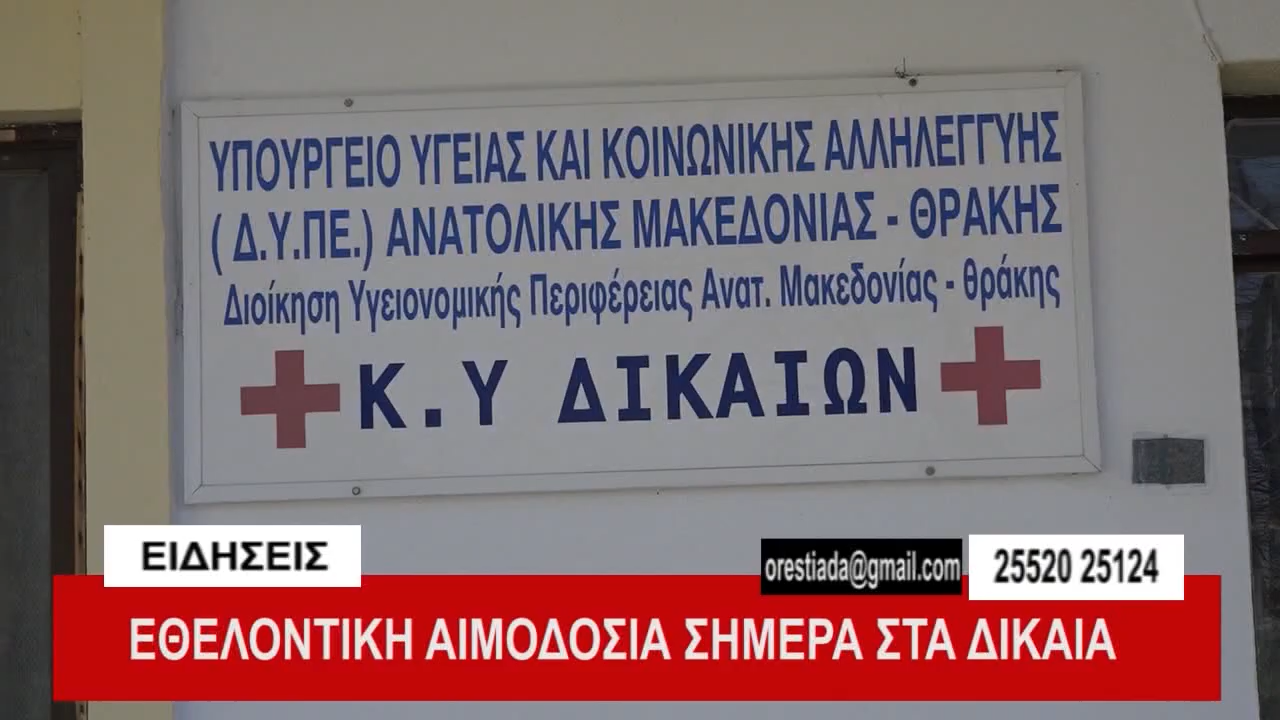 ΥΠΟΥΡΓΕΙΟ ΥΓΕΙΑΣ ΚΑΙ ΚΟΙΝΩΝΙΚΗΣ ΑΛΛΗΛΕΓΓΥΗΣ
( Δ.Υ.ΠΕ.) ΑΝΑΤΟΛΙΚΗΣ ΜΑΚΕΔΟΝΙΑΣ - ΘΡΑΚΗΣ
Διοίκηση Υγειονομικής Περιφέρειας Ανατ. Μακεδονίας - θράκης
Κ.Υ ΔΙΚΑΙΩΝ
ΕΙΔΗΣΕΙΣ
orestiada@gmail.com
25520 25124
ΕΘΕΛΟΝΤΙΚΗ ΑΙΜΟΔΟΣΙΑ ΣΗΜΕΡΑ ΣΤΑ ΔΙΚΑΙΑ